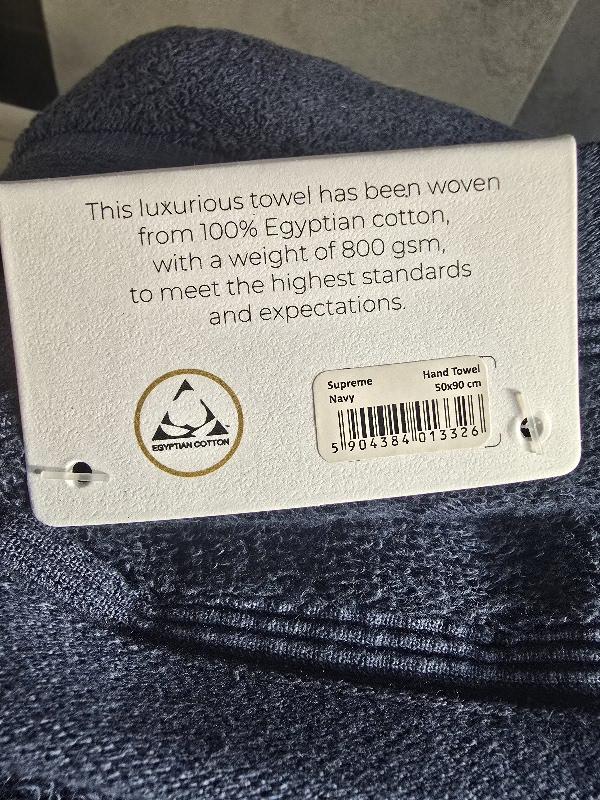 This luxurious towel has been woven
from 100% Egyptian cotton,
with a weight of 800 gsm,
to meet the highest standards
and expectations.
EGYPTIAN COTTON
Supreme Hand Towel
Navy 50x90 cm
5 904384 013326